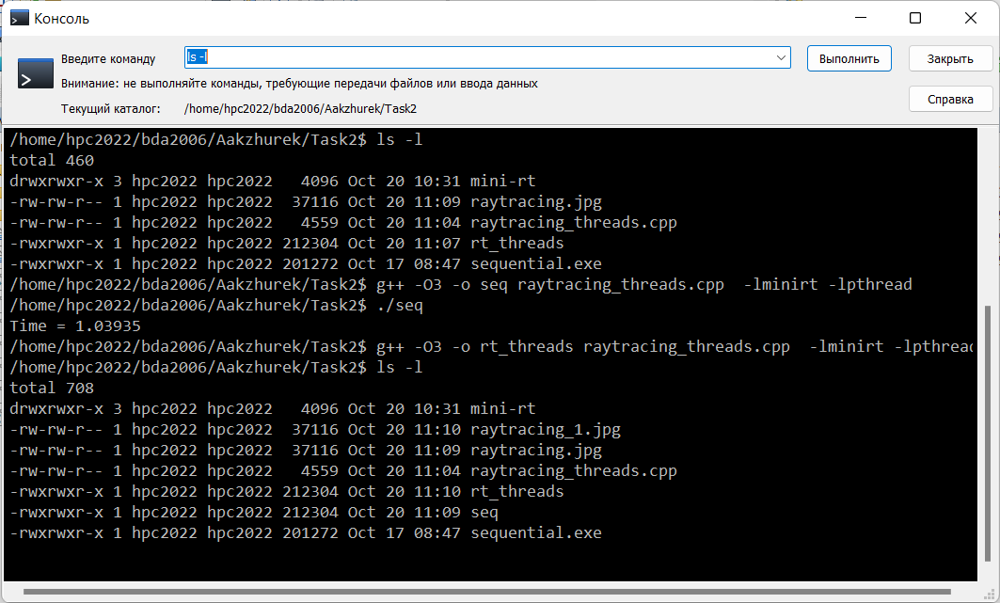 Консоль
Введите команду
ls -l
Выполнить
Закрыть
Внимание: не выполняйте команды, требующие передачи файлов или ввода данных
Справка
Текущий каталог: /home/hpc2022/bda2006/Aakzhurek/Task2
/home/hpc2022/bda2006/Aakzhurek/Task2$ ls -l
total 460
drwxrwxr-x 3 hpc2022 hpc2022   4096 Oct 20 10:31 mini-rt
-rw-rw-r-- 1 hpc2022 hpc2022  37116 Oct 20 11:09 raytracing.jpg
-rw-rw-r-- 1 hpc2022 hpc2022   4559 Oct 20 11:04 raytracing_threads.cpp
-rwxrwxr-x 1 hpc2022 hpc2022 212304 Oct 20 11:07 rt_threads
-rwxrwxr-x 1 hpc2022 hpc2022 201272 Oct 17 08:47 sequential.exe
/home/hpc2022/bda2006/Aakzhurek/Task2$ g++ -O3 -o seq raytracing_threads.cpp  -lminirt -lpthread
/home/hpc2022/bda2006/Aakzhurek/Task2$ ./seq
Time = 1.03935
/home/hpc2022/bda2006/Aakzhurek/Task2$ g++ -O3 -o rt_threads raytracing_threads.cpp  -lminirt -lpthread
/home/hpc2022/bda2006/Aakzhurek/Task2$ ls -l
total 708
drwxrwxr-x 3 hpc2022 hpc2022   4096 Oct 20 10:31 mini-rt
-rw-rw-r-- 1 hpc2022 hpc2022  37116 Oct 20 11:10 raytracing_1.jpg
-rw-rw-r-- 1 hpc2022 hpc2022  37116 Oct 20 11:09 raytracing.jpg
-rw-rw-r-- 1 hpc2022 hpc2022   4559 Oct 20 11:04 raytracing_threads.cpp
-rwxrwxr-x 1 hpc2022 hpc2022 212304 Oct 20 11:10 rt_threads
-rwxrwxr-x 1 hpc2022 hpc2022 212304 Oct 20 11:09 seq
-rwxrwxr-x 1 hpc2022 hpc2022 201272 Oct 17 08:47 sequential.exe